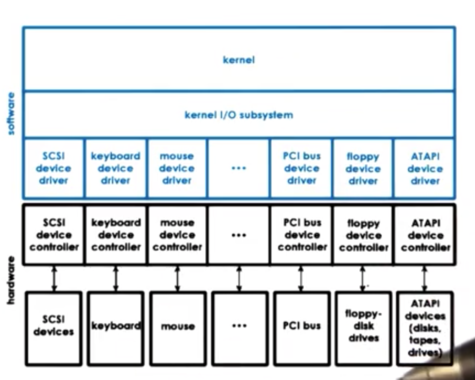 kernel
kernel I/O subsystem
software
SCSI device driver
keyboard device driver
mouse device driver
...
PCI bus device driver
floppy device driver
ATAPI device driver
SCSI device controller
keyboard device controller
mouse device controller
...
PCI bus device controller
floppy device controller
ATAPI device controller
hardware
SCSI devices
keyboard
mouse
...
PCI bus
floppy-disk drives
ATAPI devices (disks, tapes, drives)